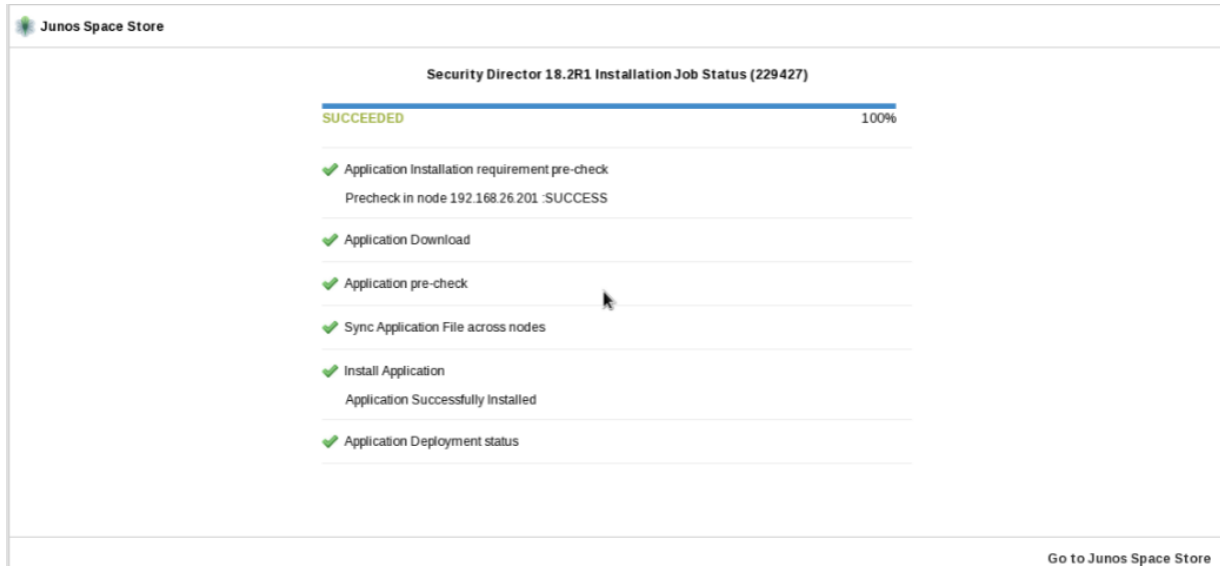 Junos Space Store
Security Director 18.2R1 Installation Job Status (229427)
SUCCEEDED 100%
Application Installation requirement pre-check
Precheck in node 192.168.26.201 :SUCCESS
Application Download
Application pre-check
Sync Application File across nodes
Install Application
Application Successfully Installed
Application Deployment status
Go to Junos Space Store